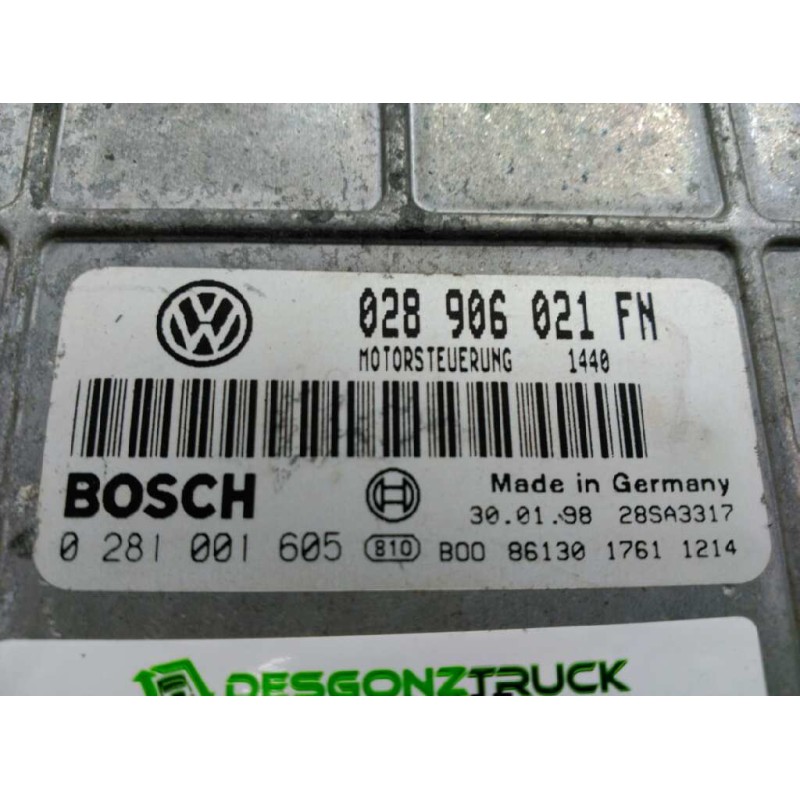 028 906 021 FN
MOTORSTEUERUNG 1440
BOSCH
Made in Germany
30.01.98 28SA3317
0 281 001 605 B10 B00 86130 1761 1214
DESGONZTRUCK